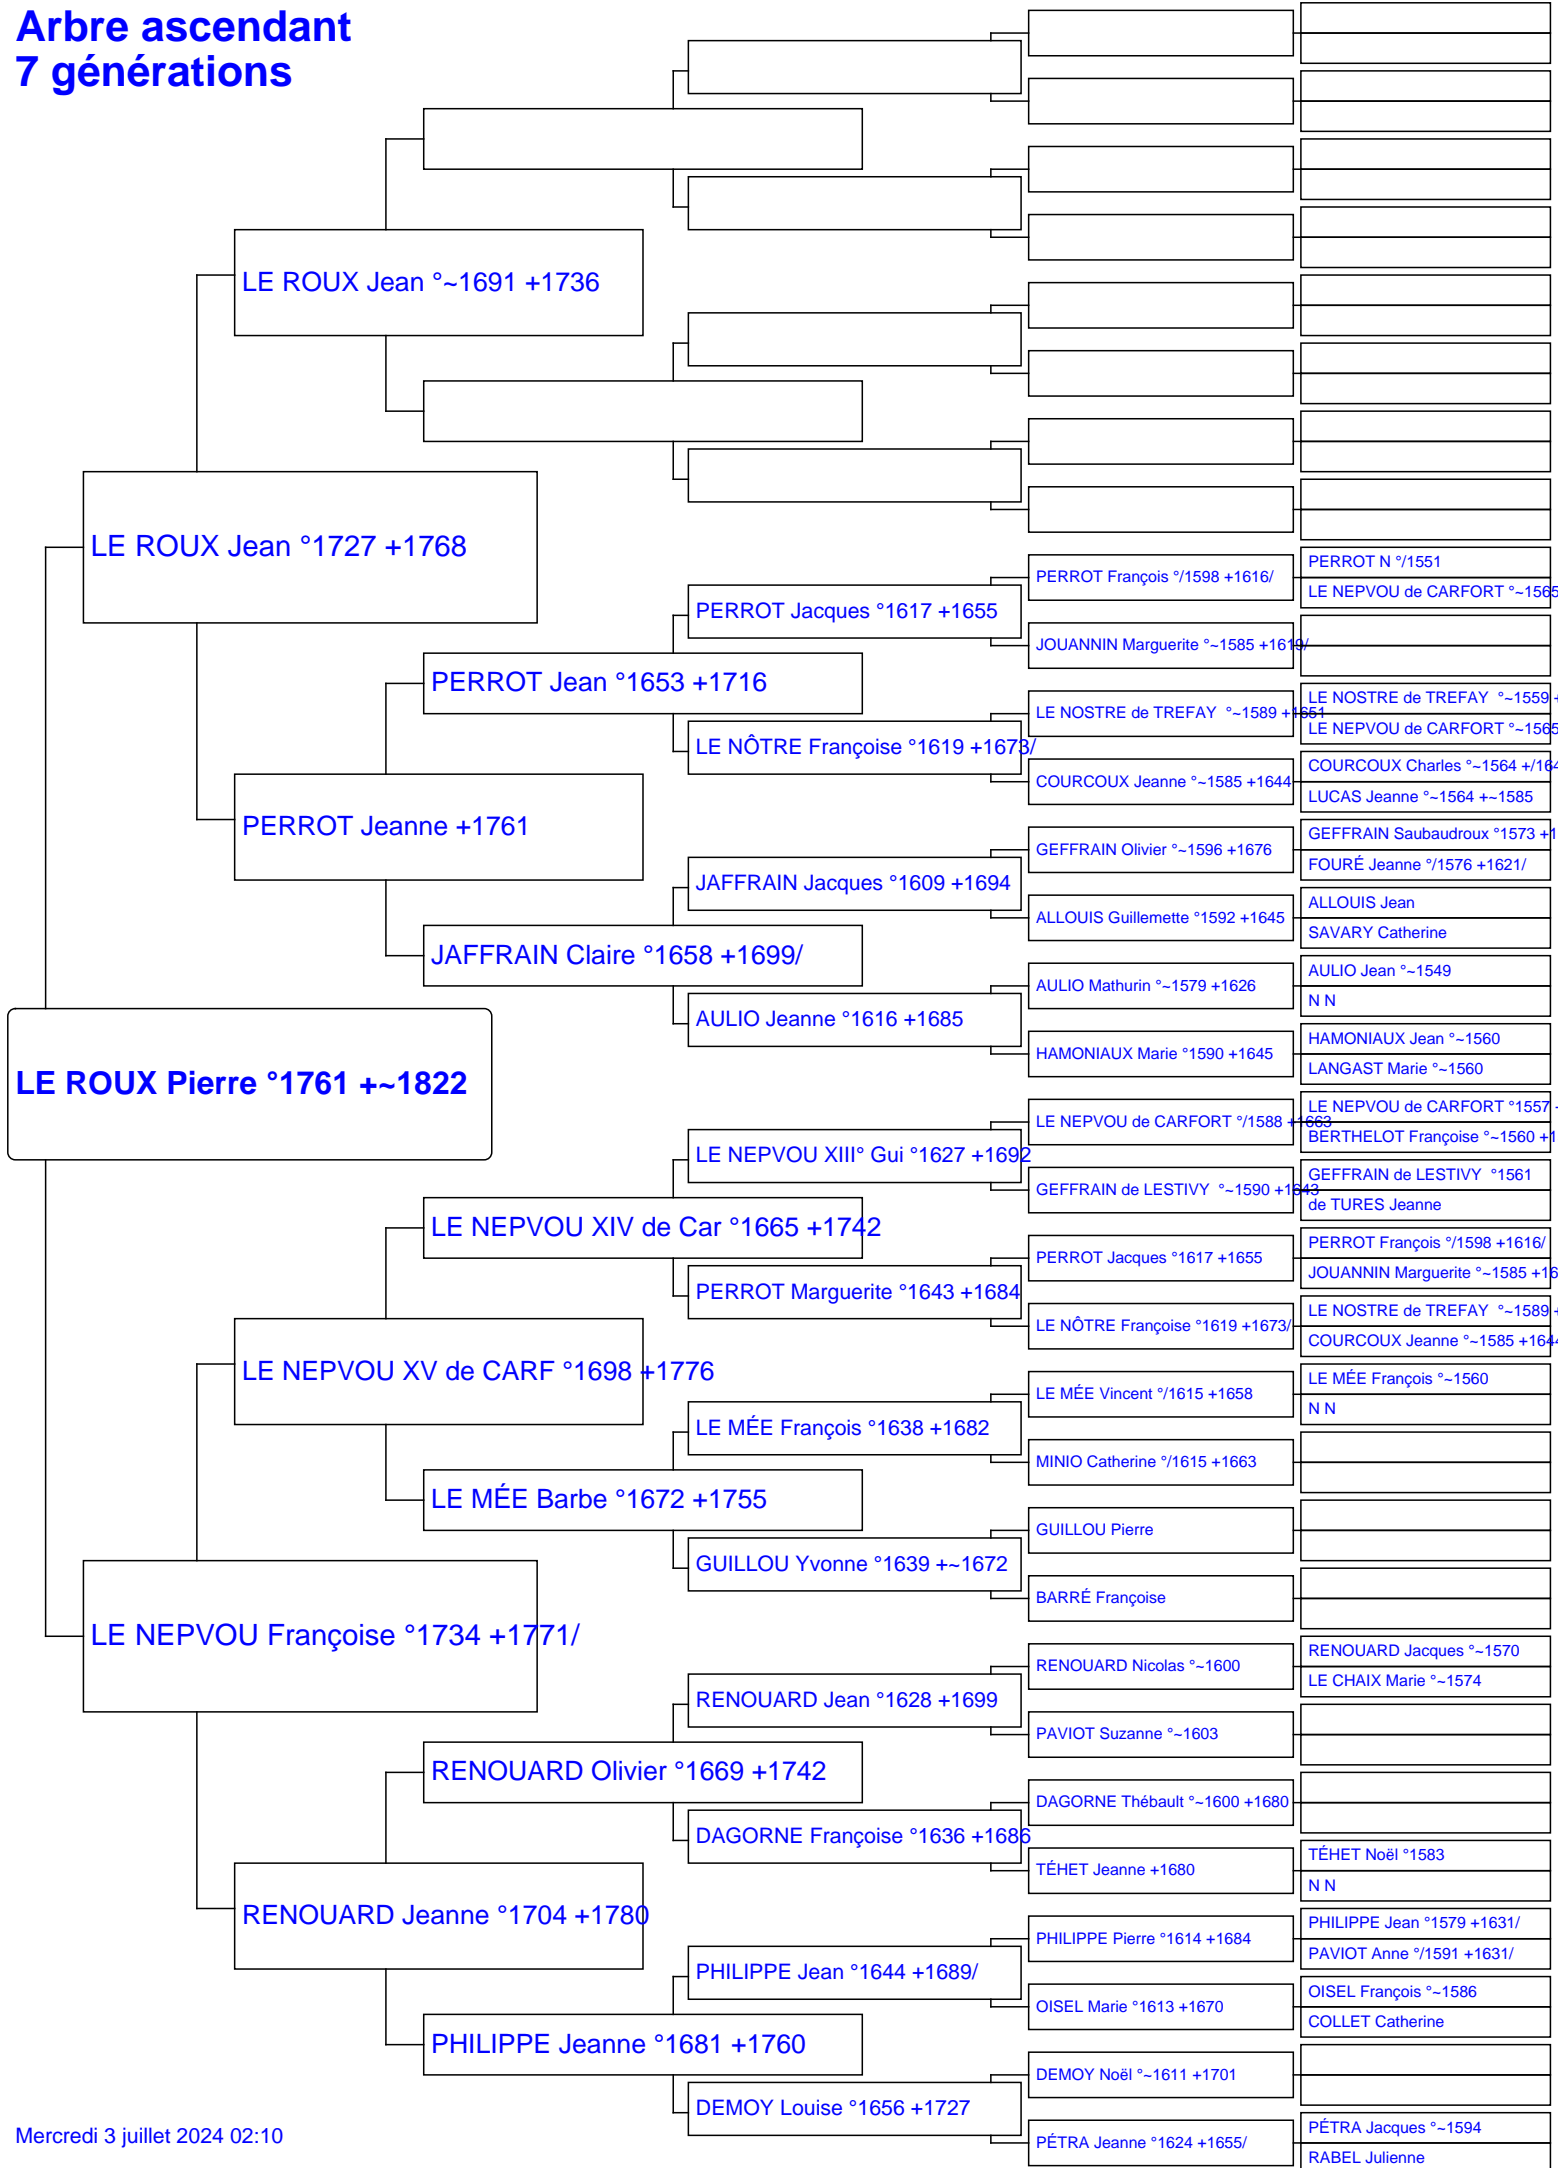 Arbre ascendant
7 générations
LE ROUX Jean °~1691 +1736
LE ROUX Jean °1727 +1768
PERROT N °/1551
PERROT François °/1598 +1616/
LE NEPVOU de CARFORT °~1565
PERROT Jacques °1617 +1655
JOUANNIN Marguerite °~1585 +1619/
PERROT Jean °1653 +1716
LE NOSTRE de TREFAY °~1559 +
LE NOSTRE de TREFAY °~1589 +1651
LE NEPVOU de CARFORT °~1565
LE NÔTRE Françoise °1619 +1673/
COURCOUX Charles °~1564 +/164
COURCOUX Jeanne °~1585 +1644
LUCAS Jeanne °~1564 +~1585
PERROT Jeanne +1761
GEFFRAIN Saubaudroux °1573 +1
GEFFRAIN Olivier °~1596 +1676
FOURÉ Jeanne °/1576 +1621/
JAFFRAIN Jacques °1609 +1694
ALLOUIS Jean
ALLOUIS Guillemette °1592 +1645
SAVARY Catherine
JAFFRAIN Claire °1658 +1699/
AULIO Jean °~1549
AULIO Mathurin °~1579 +1626
N N
AULIO Jeanne °1616 +1685
HAMONIAUX Jean °~1560
HAMONIAUX Marie °1590 +1645
LANGAST Marie °~1560
LE ROUX Pierre °1761 +~1822
LE NEPVOU de CARFORT °1557 +
LE NEPVOU de CARFORT °/1588 +1663
BERTHELOT Françoise °~1560 +1
LE NEPVOU XIII° Gui °1627 +1692
GEFFRAIN de LESTIVY °1561
GEFFRAIN de LESTIVY °~1590 +1643
de TURES Jeanne
LE NEPVOU XIV de Car °1665 +1742
PERROT François °/1598 +1616/
PERROT Jacques °1617 +1655
JOUANNIN Marguerite °~1585 +16
PERROT Marguerite °1643 +1684
LE NOSTRE de TREFAY °~1589 +
LE NÔTRE Françoise °1619 +1673/
COURCOUX Jeanne °~1585 +1644
LE NEPVOU XV de CARF °1698 +1776
LE MÉE François °~1560
LE MÉE Vincent °/1615 +1658
N N
LE MÉE François °1638 +1682
MINIO Catherine °/1615 +1663
LE MÉE Barbe °1672 +1755
GUILLOU Pierre
GUILLOU Yvonne °1639 +~1672
BARRÉ Françoise
LE NEPVOU Françoise °1734 +1771/
RENOUARD Jacques °~1570
RENOUARD Nicolas °~1600
LE CHAIX Marie °~1574
RENOUARD Jean °1628 +1699
PAVIOT Suzanne °~1603
RENOUARD Olivier °1669 +1742
DAGORNE Thébault °~1600 +1680
DAGORNE Françoise °1636 +1686
TÉHET Noël °1583
TÉHET Jeanne +1680
N N
RENOUARD Jeanne °1704 +1780
PHILIPPE Jean °1579 +1631/
PHILIPPE Pierre °1614 +1684
PAVIOT Anne °/1591 +1631/
PHILIPPE Jean °1644 +1689/
OISEL François °~1586
OISEL Marie °1613 +1670
COLLET Catherine
PHILIPPE Jeanne °1681 +1760
DEMOY Noël °~1611 +1701
DEMOY Louise °1656 +1727
PÉTRA Jacques °~1594
PÉTRA Jeanne °1624 +1655/
RABEL Julienne
Mercredi 3 juillet 2024 02:10